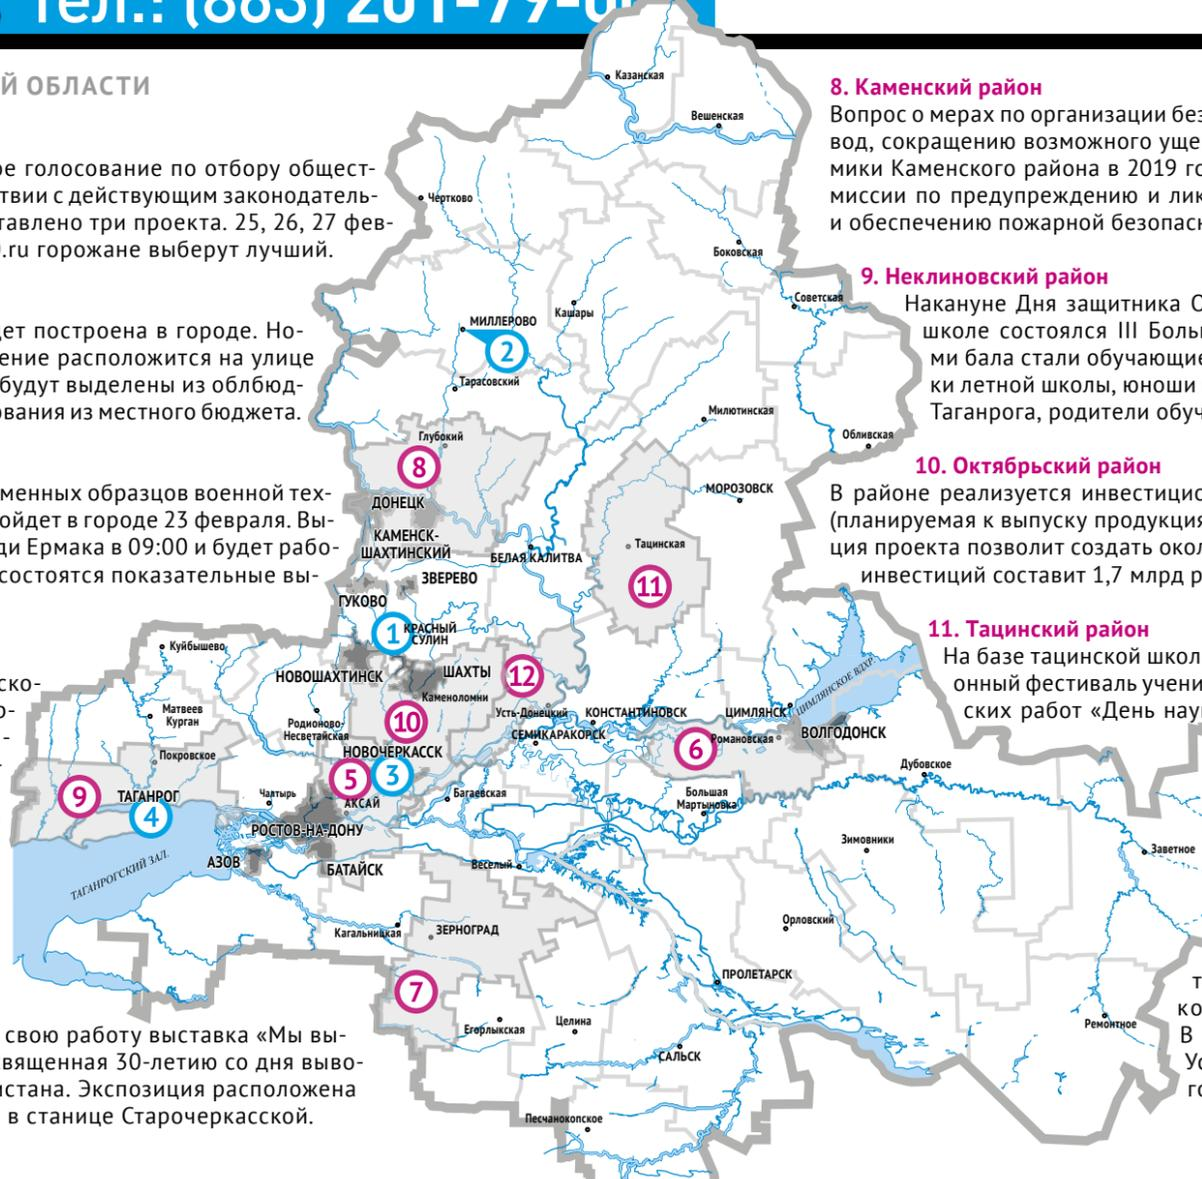 тел.: (863) 201-79-0
Й ОБЛАСТИ
ое голосование по отбору общест-
ствии с действующим законодатель-
тавлено три проекта. 25, 26, 27 фев-
.ru горожане выберут лучший.
дет построена в городе. Но-
ение расположится на улице
будут выделены из облбюд-
ования из местного бюджета.
менных образцов военной тех-
ойдет в городе 23 февраля. Вы-
ди Ермака в 09:00 и будет рабо-
состоятся показательные вы-
ско-
о-
-
.
свою работу выставка «Мы вы-
священная 30-летию со дня выво-
истана. Экспозиция расположена
в станице Старочеркасской.
Казанская
Вешенская
Чертково
Боковская
Советская
Кашары
МИЛЛЕРОВО
2
Тарасовский
Милютинская
Обливская
Глубокий
8
ДОНЕЦК
МОРОЗОВСК
КАМЕНСК-
ШАХТИНСКИЙ
БЕЛАЯ КАЛИТВА
Тацинская
11
ЗВЕРЕВО
ГУКОВО
1
КРАСНЫЙ
СУЛИН
Куйбышево
НОВОШАХТИНСК
ШАХТЫ
12
ЦИМЛЯНСКОЕ ВДХР.
Каменоломни
Матвеев
Курган
Родионово-
Несветайская
10
Усть-Донецкий
КОНСТАНТИНОВСК
ЦИМЛЯНСК
СЕМИКАРАКОРСК
6
Романовская
ВОЛГОДОНСК
НОВОЧЕРКАССК
Покровское
5
3
Дубовское
9
ТАГАНРОГ
4
Чалтырь
АКСАЙ
Багаевская
Большая
Мартыновка
РОСТОВ-НА-ДОНУ
Зимовники
Заветное
ТАГАНРОГСКИЙ ЗАЛ.
АЗОВ
БАТАЙСК
Веселый
Орловский
Кагальницкая
ЗЕРНОГРАД
ПРОЛЕТАРСК
7
Егорлыкская
Целина
Ремонтное
САЛЬСК
Песчанокопское
8. Каменский район
Вопрос о мерах по организации без
вод, сокращению возможного уще
мики Каменского района в 2019 го
миссии по предупреждению и лик
и обеспечению пожарной безопасн
9. Неклиновский район
Накануне Дня защитника О
школе состоялся III Боль
ми бала стали обучающие
ки летной школы, юноши
Таганрога, родители обуч
10. Октябрьский район
В районе реализуется инвестицио
(планируемая к выпуску продукция
ция проекта позволит создать окол
инвестиций составит 1,7 млрд р
11. Тацинский район
На базе тацинской школ
онный фестиваль учени
ских работ «День нау
т
ко
В
Ус
го